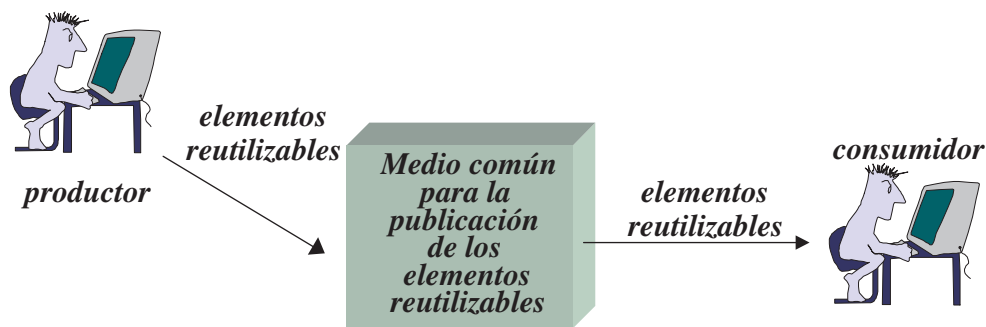 elementos
reutilizables
productor
Medio común
para la
publicación
de los
elementos
reutilizables
elementos
reutilizables
consumidor